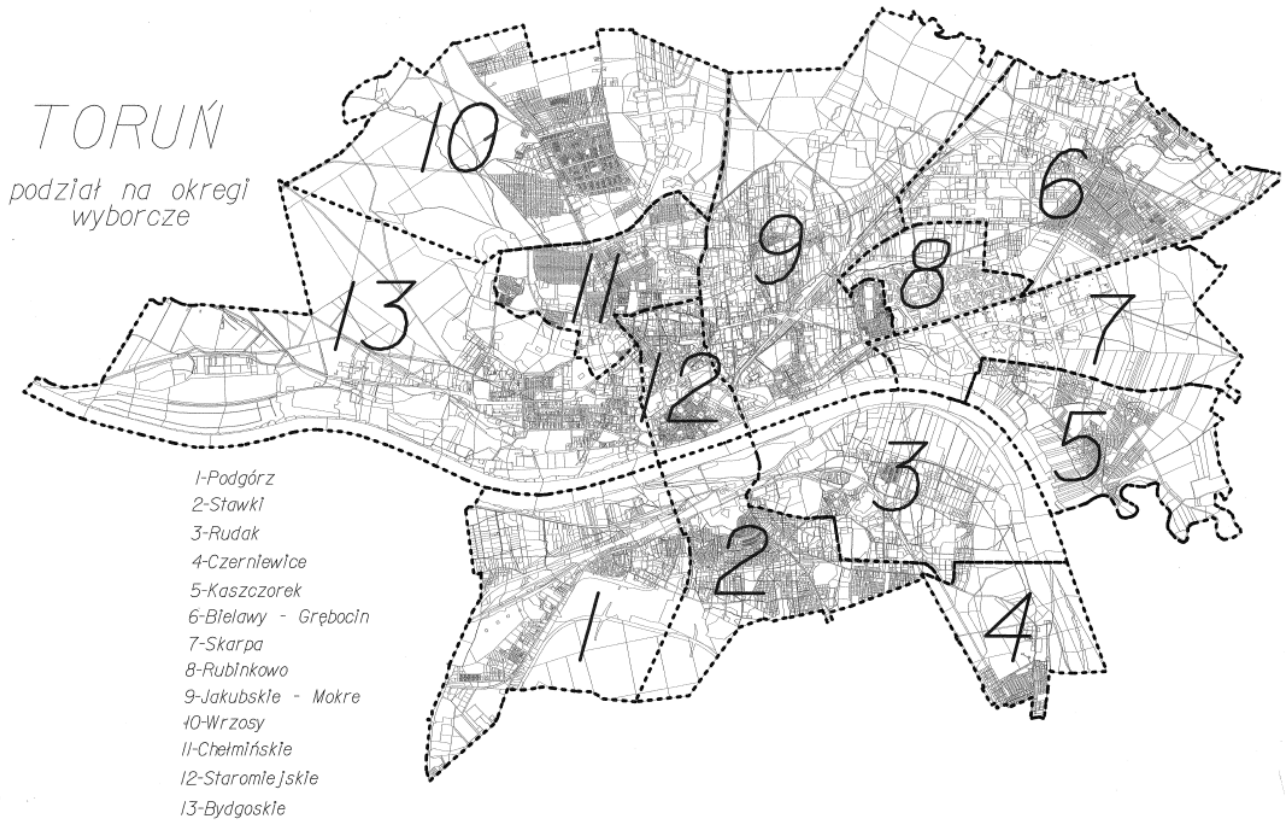 TORUŃ
podział na okręgi
wyborcze
10
6
9
8
11
13
7
12
5
3
2
1
4
1-Podgórz
2-Stawki
3-Rudak
4-Czerniewice
5-Kaszczorek
6-Bielawy - Grębocin
7-Skarpa
8-Rubinkowo
9-Jakubskie - Mokre
10-Wrzosy
11-Chełmińskie
12-Staromiejskie
13-Bydgoskie